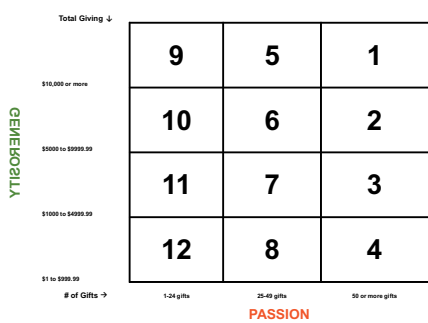 Total Giving ↓
9 5 1
$10,000 or more
10 6 2
$5000 to $9999.99
11 7 3
$1000 to $4999.99
12 8 4
$1 to $999.99
GENEROSITY
# of Gifts → 1-24 gifts 25-49 gifts 50 or more gifts
PASSION